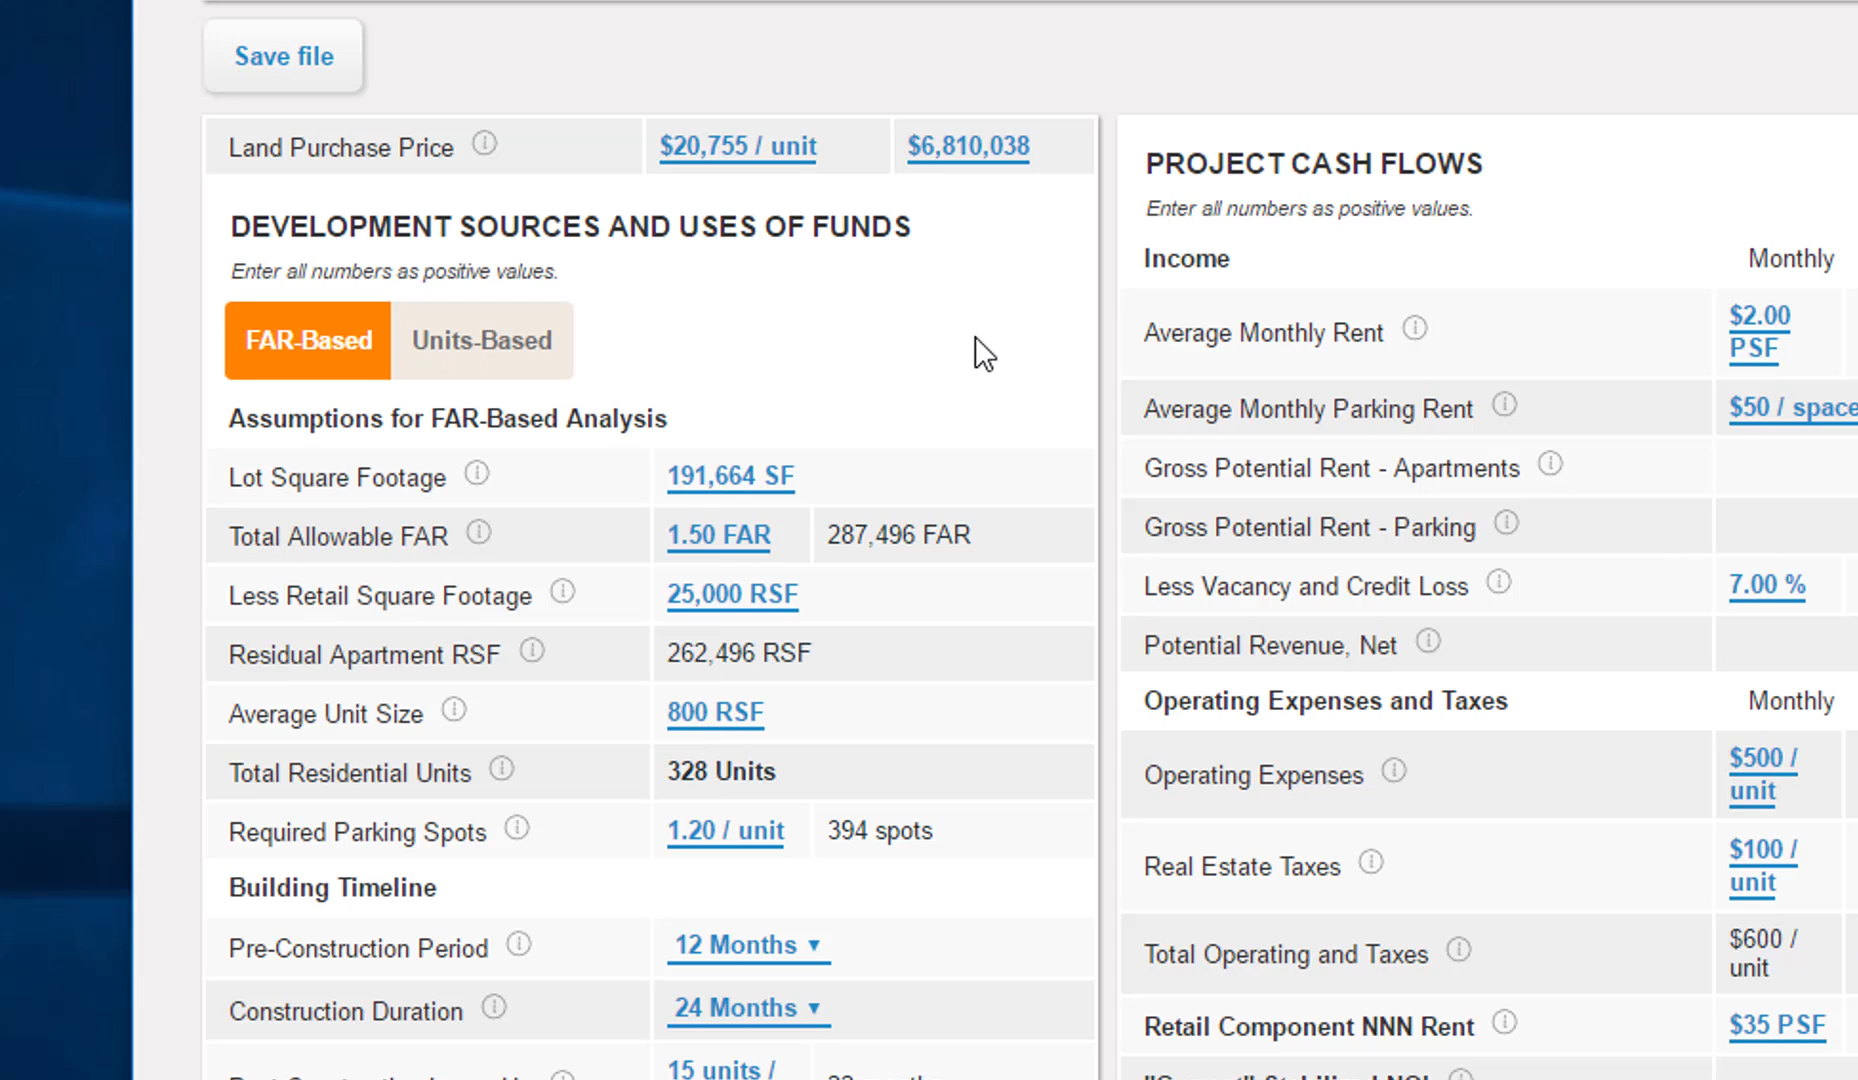 Save file
Land Purchase Price $20,755 / unit $6,810,038
DEVELOPMENT SOURCES AND USES OF FUNDS
Enter all numbers as positive values.
FAR-Based Units-Based
Assumptions for FAR-Based Analysis
Lot Square Footage 191,664 SF
Total Allowable FAR 1.50 FAR 287,496 FAR
Less Retail Square Footage 25,000 RSF
Residual Apartment RSF 262,496 RSF
Average Unit Size 800 RSF
Total Residential Units 328 Units
Required Parking Spots 1.20 / unit 394 spots
Building Timeline
Pre-Construction Period 12 Months ▼
Construction Duration 24 Months ▼
15 units /
PROJECT CASH FLOWS
Enter all numbers as positive values.
Income Monthly
Average Monthly Rent $2.00
PSF
Average Monthly Parking Rent $50 / space
Gross Potential Rent - Apartments
Gross Potential Rent - Parking
Less Vacancy and Credit Loss 7.00 %
Potential Revenue, Net
Operating Expenses and Taxes Monthly
Operating Expenses $500 /
unit
Real Estate Taxes $100 /
unit
Total Operating and Taxes $600 /
unit
Retail Component NNN Rent $35 PSF